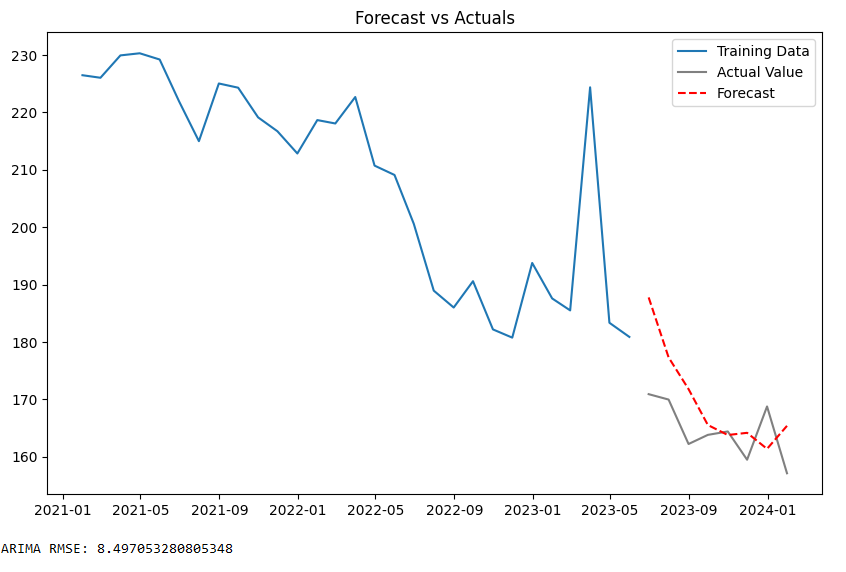 Forecast vs Actuals
Training Data
Actual Value
Forecast
230
220
210
200
190
180
170
160
2021-01 2021-05 2021-09 2022-01 2022-05 2022-09 2023-01 2023-05 2023-09 2024-01
ARIMA RMSE: 8.497053280805348